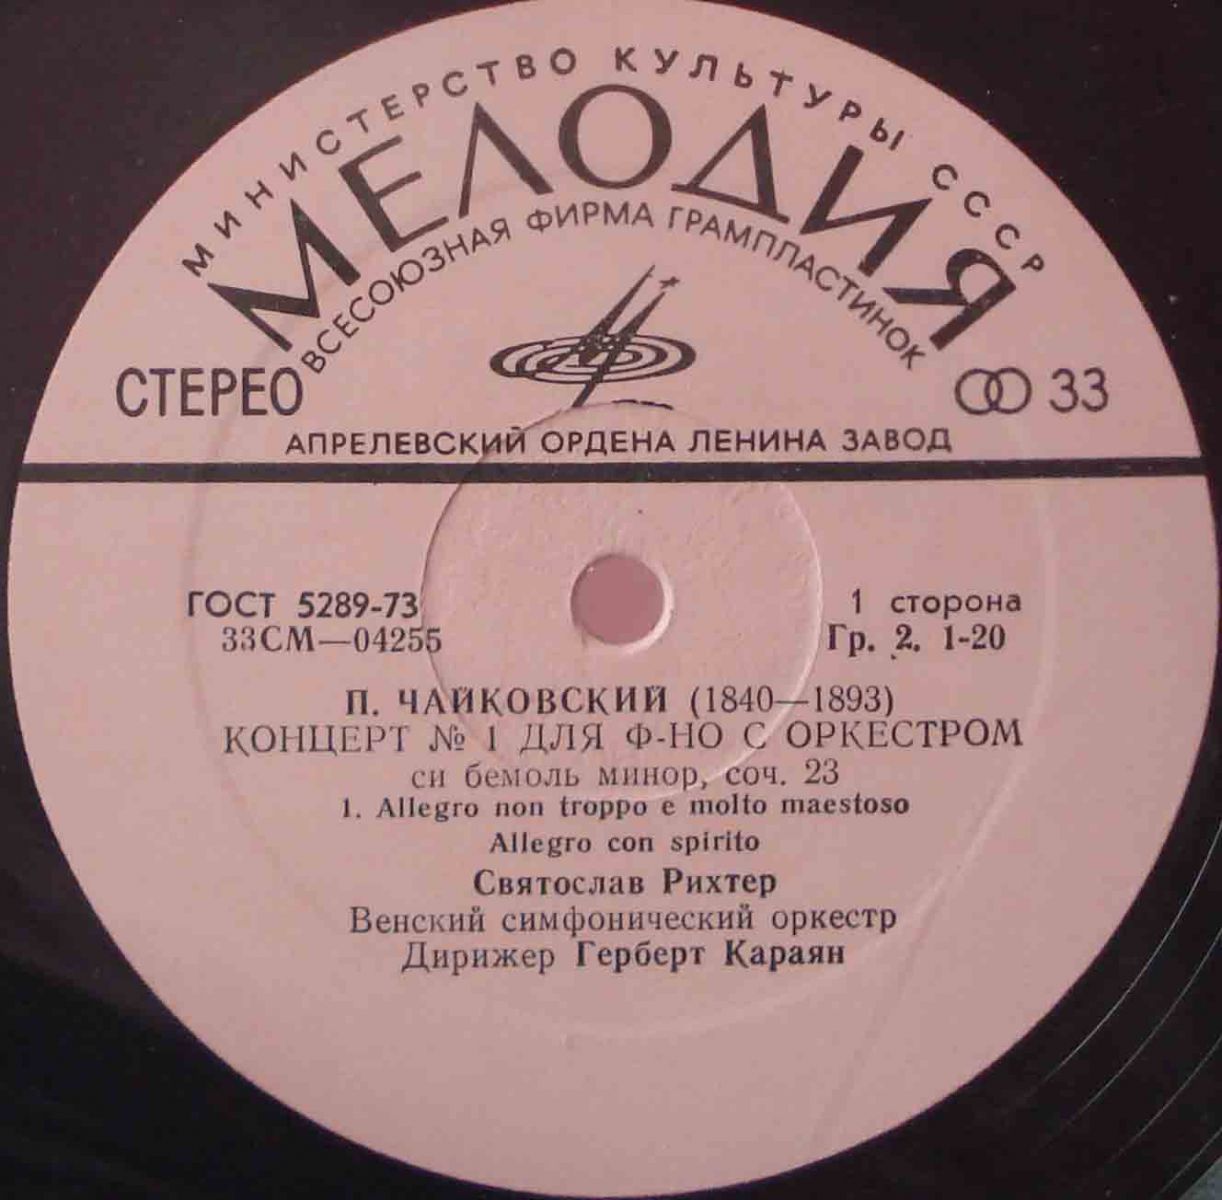 МИНИСТЕРСТВО КУЛЬТУРЫ СССР
МЕЛОДИЯ
ВСЕСОЮЗНАЯ ФИРМА ГРАМПЛАСТИНОК
СТЕРЕО
33
АПРЕЛЕВСКИЙ ОРДЕНА ЛЕНИНА ЗАВОД
ГОСТ 5289-73
1 сторона
33СМ—04255
Гр. 2. 1-20
П. ЧАЙКОВСКИЙ (1840—1893)
КОНЦЕРТ № 1 ДЛЯ Ф-НО С ОРКЕСТРОМ
си бемоль минор, соч. 23
1. Allegro non troppo e molto maestoso
Allegro con spirito
Святослав Рихтер
Венский симфонический оркестр
Дирижер Герберт Караян